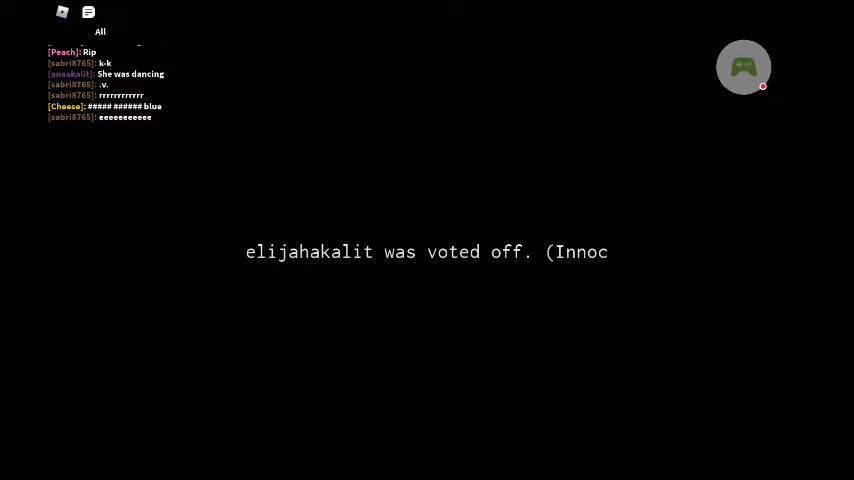 All
[Peach]: Rip
[sabri8765]: k-k
[anaakalit]: She was dancing
[sabri8765]: .v.
[sabri8765]: rrrrrrrrrrrr
[Cheese]: ##### ###### blue
[sabri8765]: eeeeeeeeeee
elijahakalit was voted off. (Innoc